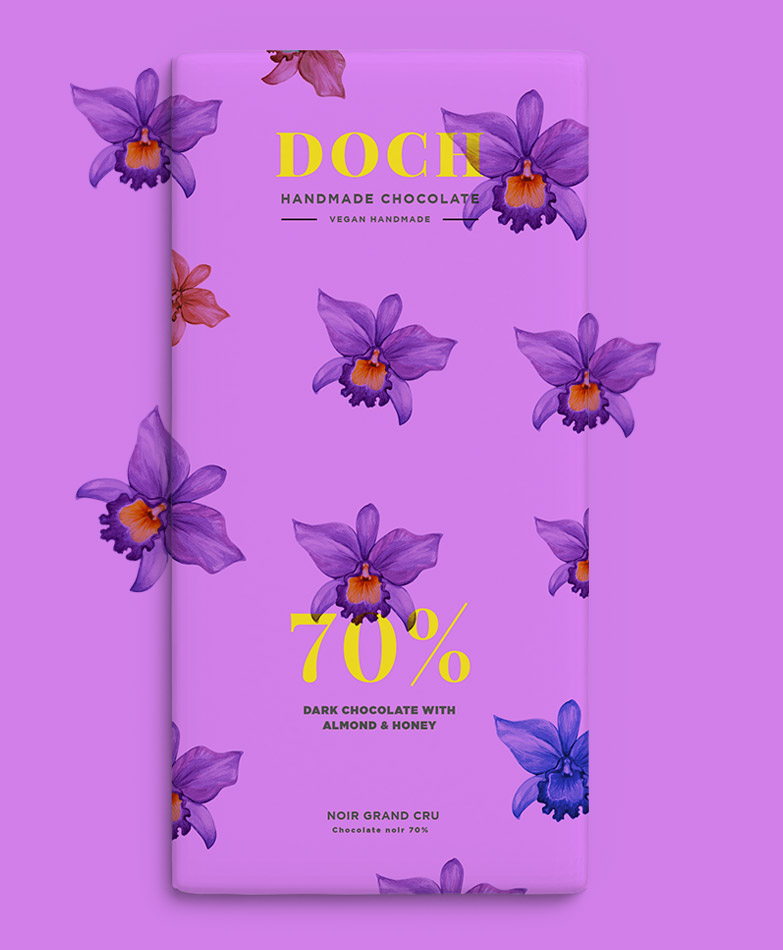 DOCH
HANDMADE CHOCOLATE
VEGAN HANDMADE
70%
DARK CHOCOLATE WITH
ALMOND & HONEY
NOIR GRAND CRU
Chocolate noir 70%